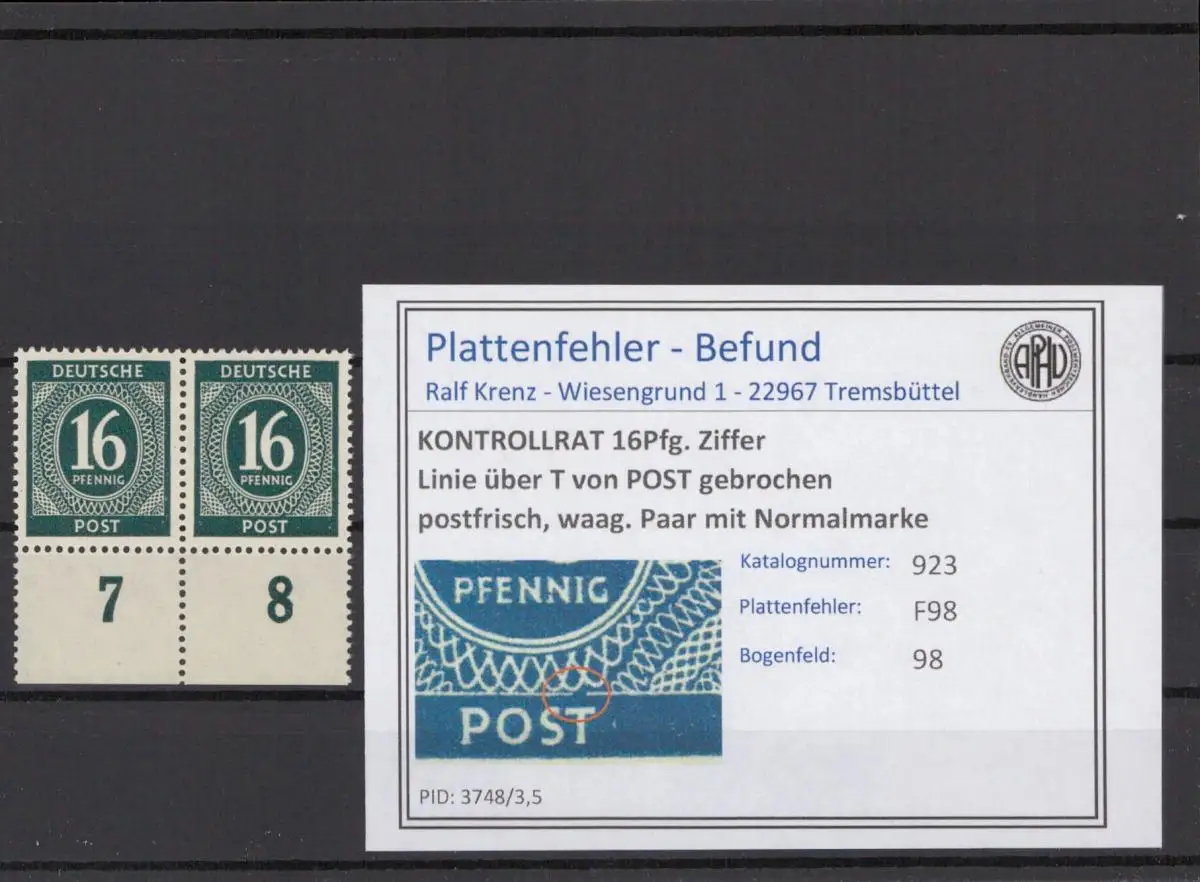 DEUTSCHE
16
PFENNIG
POST
7
DEUTSCHE
16
PFENNIG
POST
8
Plattenfehler - Befund
Ralf Krenz - Wiesengrund 1 - 22967 Tremsbüttel
APHV
KONTROLLRAT 16Pfg. Ziffer
Linie über T von POST gebrochen
postfrisch, waag. Paar mit Normalmarke
PFENNIG
POST
Katalognummer: 923
Plattenfehler: F98
Bogenfeld: 98
PID: 3748/3,5